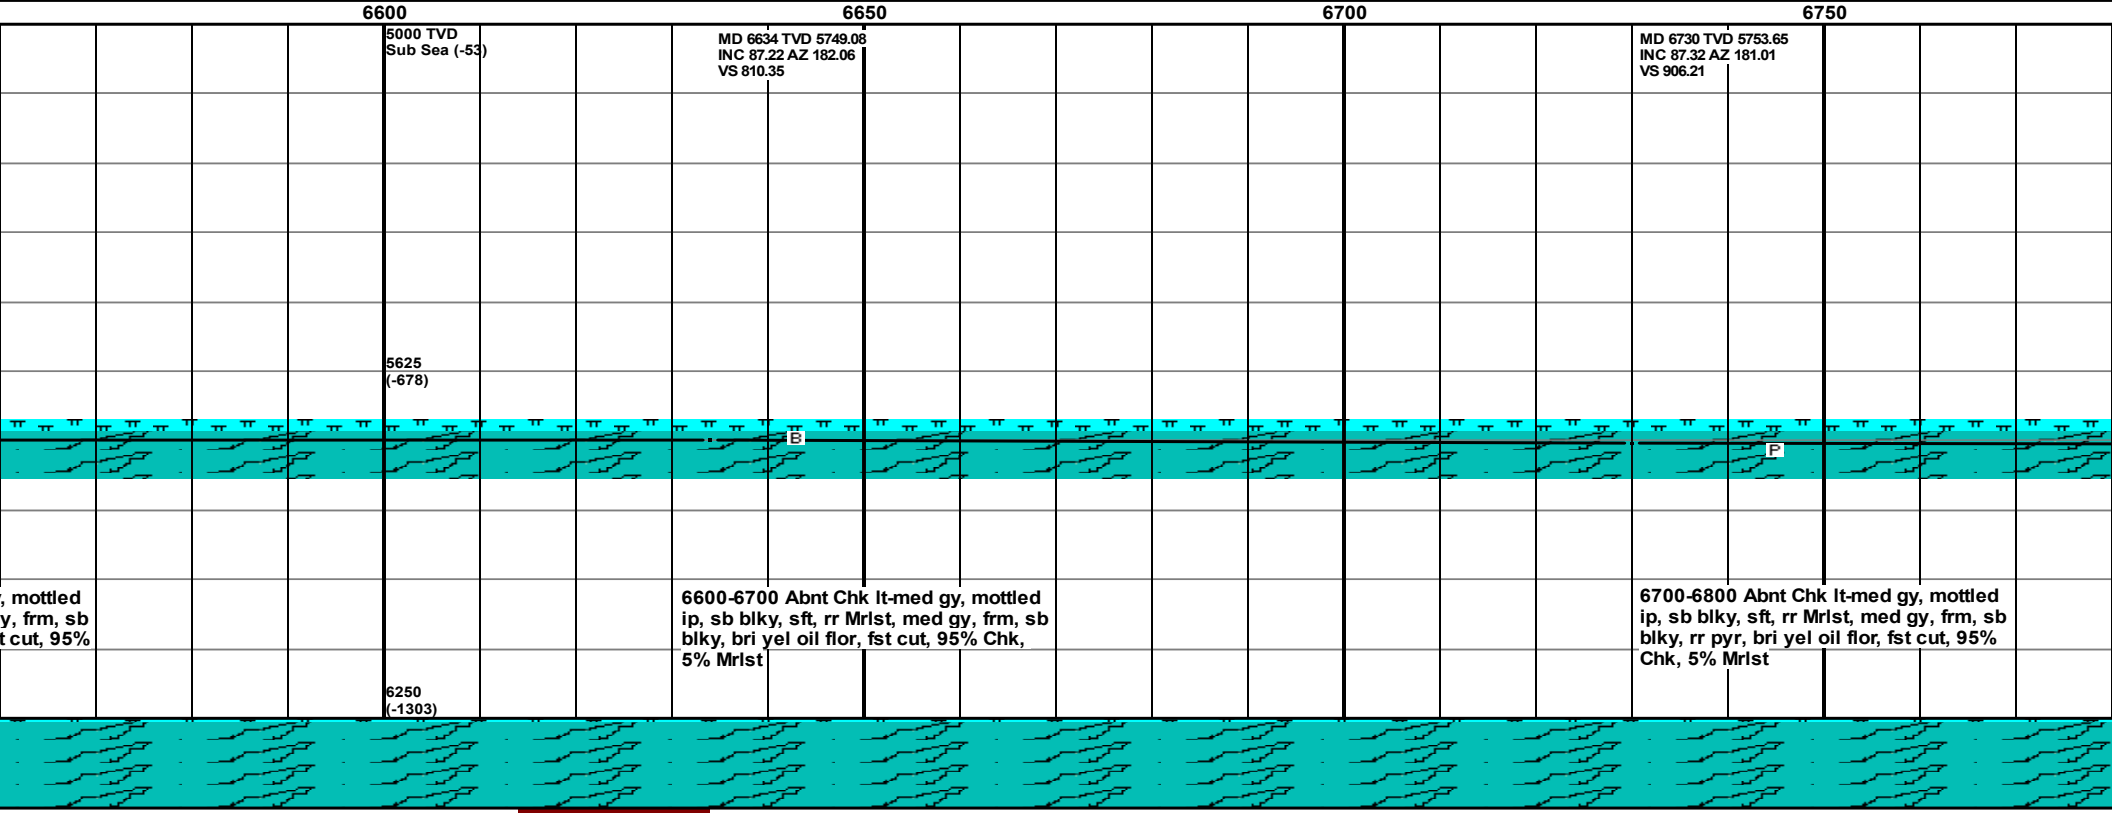 6600
6650
6700
6750
5000 TVD
Sub Sea (-53)
MD 6634 TVD 5749.08
INC 87.22 AZ 182.06
VS 810.35
MD 6730 TVD 5753.65
INC 87.32 AZ 181.01
VS 906.21
5625
(-678)
B
P
, mottled
y, frm, sb
t cut, 95%
6600-6700 Abnt Chk lt-med gy, mottled
ip, sb blky, sft, rr Mrlst, med gy, frm, sb
blky, bri yel oil flor, fst cut, 95% Chk,
5% Mrlst
6700-6800 Abnt Chk lt-med gy, mottled
ip, sb blky, sft, rr Mrlst, med gy, frm, sb
blky, rr pyr, bri yel oil flor, fst cut, 95%
Chk, 5% Mrlst
6250
(-1303)